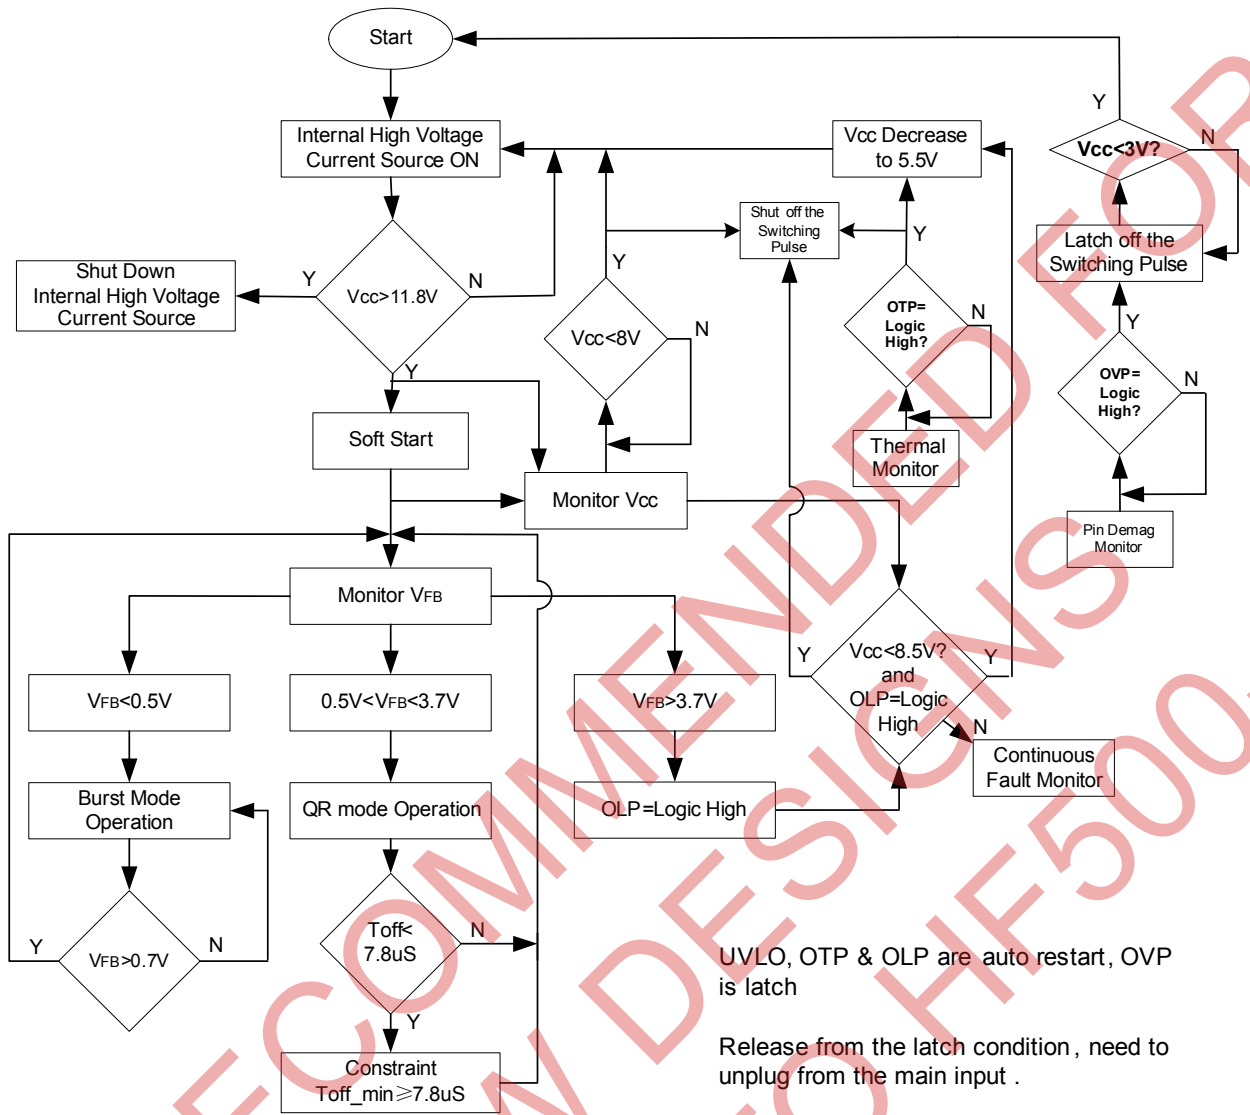 Start
Internal High Voltage
Current Source ON
Vcc Decrease
to 5.5V
Y
Vcc<3V?
N
Shut off the
Switching
Pulse
Y
Latch off the
Switching Pulse
Shut Down
Internal High Voltage
Current Source
Y
Vcc>11.8V
N
Y
Y
Vcc<8V
N
OTP=
Logic
High?
N
Y
OVP=
Logic
High?
N
Soft Start
Thermal
Monitor
Monitor Vcc
Pin Demag
Monitor
Monitor VFB
VFB<0.5V
0.5V<VFB<3.7V
VFB>3.7V
Y
Vcc<8.5V?
and
OLP=Logic
High
Y
N
Continuous
Fault Monitor
Burst Mode
Operation
QR mode Operation
OLP=Logic High
Y
VFB>0.7V
N
Toff<
7.8uS
N
Y
Constraint
Toff_min≥7.8uS
UVLO, OTP & OLP are auto restart, OVP
is latch
Release from the latch condition, need to
unplug from the main input.
ECOMMENDED FOR
W DESIGNS
TO HF500